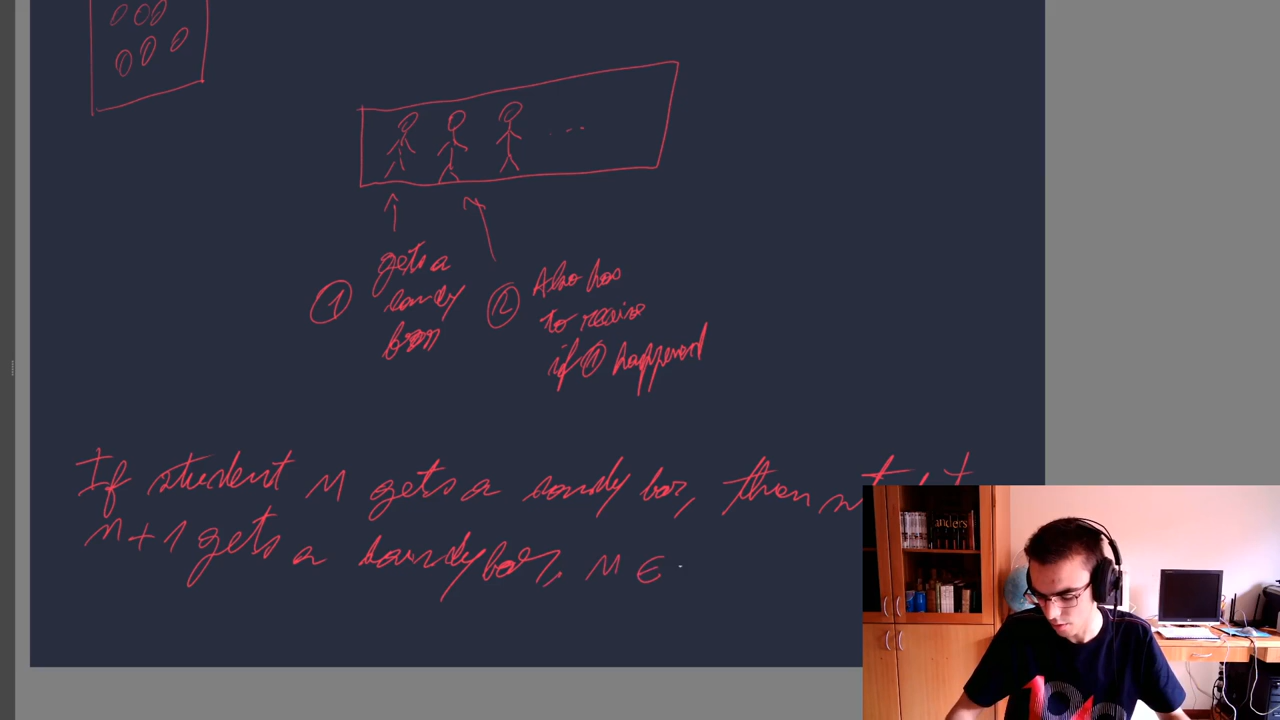 ① gets a
candy
bar
② Also has
to receive
if ① happened
If student n gets a candy bar, then
n+1 gets a candy bar, n ∈
anders